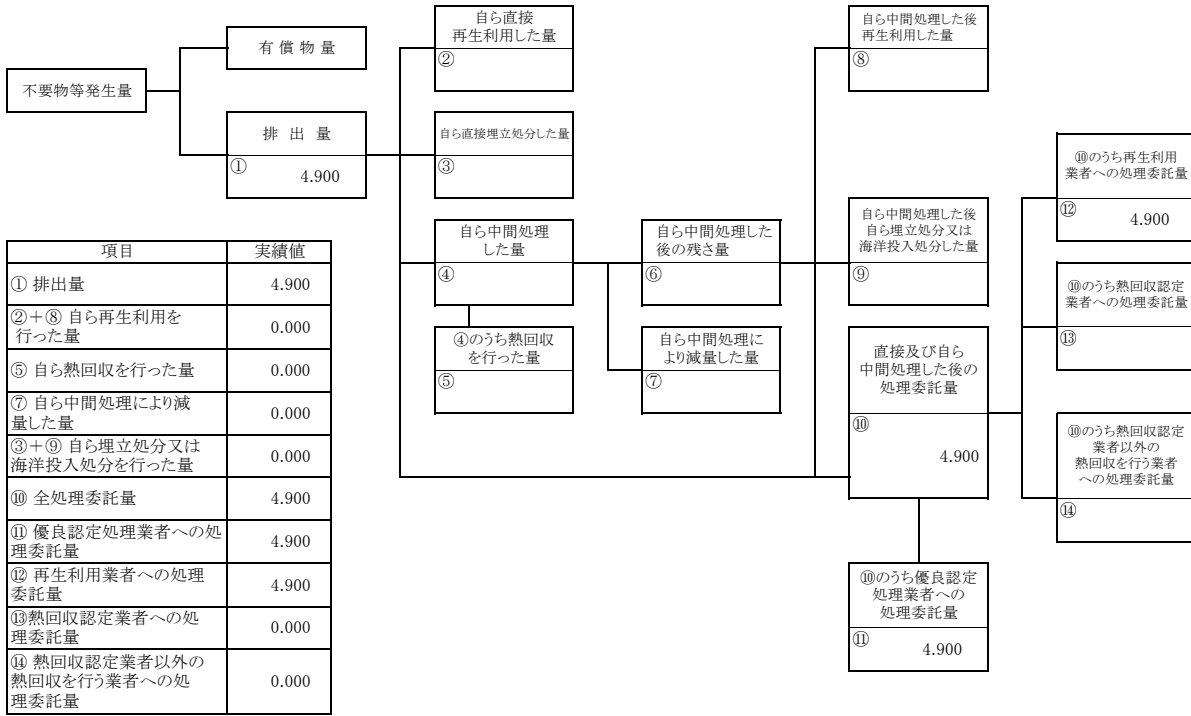 不要物等発生量
有 償 物 量
排 出 量
①
4.900
自ら直接
再生利用した量
②
自ら直接埋立処分した量
③
自ら中間処理
した量
④
④のうち熱回収
を行った量
⑤
自ら中間処理した
後の残さ量
⑥
自ら中間処理に
より減量した量
⑦
自ら中間処理した後
再生利用した量
⑧
自ら中間処理した後
自ら埋立処分又は
海洋投入処分した量
⑨
直接及び自ら
中間処理した後の
処理委託量
⑩
4.900
⑩のうち優良認定
処理業者への
処理委託量
⑪
4.900
⑩のうち再生利用
業者への処理委託量
⑫
4.900
⑩のうち熱回収認定
業者への処理委託量
⑬
⑩のうち熱回収認定
業者以外の
熱回収を行う業者
への処理委託量
⑭
項目 実績値
① 排出量 4.900
②＋⑧ 自ら再生利用を
行った量 0.000
⑤ 自ら熱回収を行った量 0.000
⑦ 自ら中間処理により減
量した量 0.000
③＋⑨ 自ら埋立処分又は
海洋投入処分を行った量 0.000
⑩ 全処理委託量 4.900
⑪ 優良認定処理業者への処
理委託量 4.900
⑫ 再生利用業者への処理
委託量 4.900
⑬熱回収認定業者への処
理委託量 0.000
⑭ 熱回収認定業者以外の
熱回収を行う業者への処
理委託量 0.000